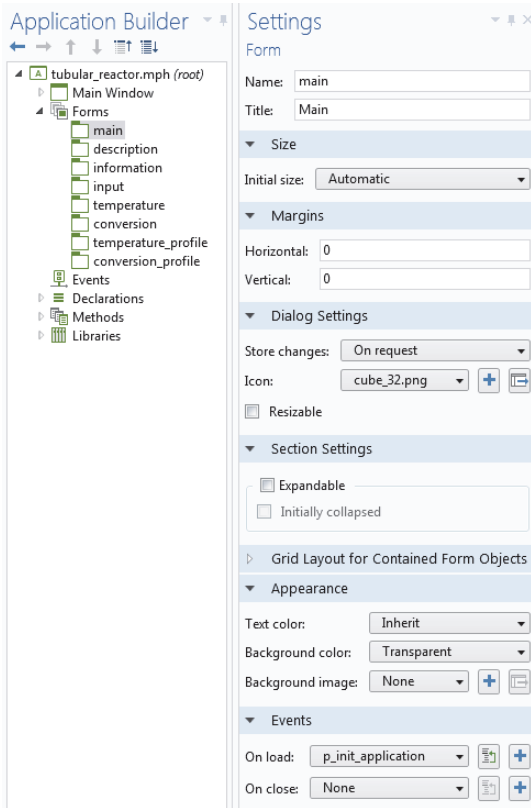 Application Builder
tubular_reactor.mph (root)
Main Window
Forms
main
description
information
input
temperature
conversion
temperature_profile
conversion_profile
Events
Declarations
Methods
Libraries
Settings
Form
Name: main
Title: Main
Size
Initial size: Automatic
Margins
Horizontal: 0
Vertical: 0
Dialog Settings
Store changes: On request
Icon: cube_32.png
Resizable
Section Settings
Expandable
Initially collapsed
Grid Layout for Contained Form Objects
Appearance
Text color: Inherit
Background color: Transparent
Background image: None
Events
On load: p_init_application
On close: None